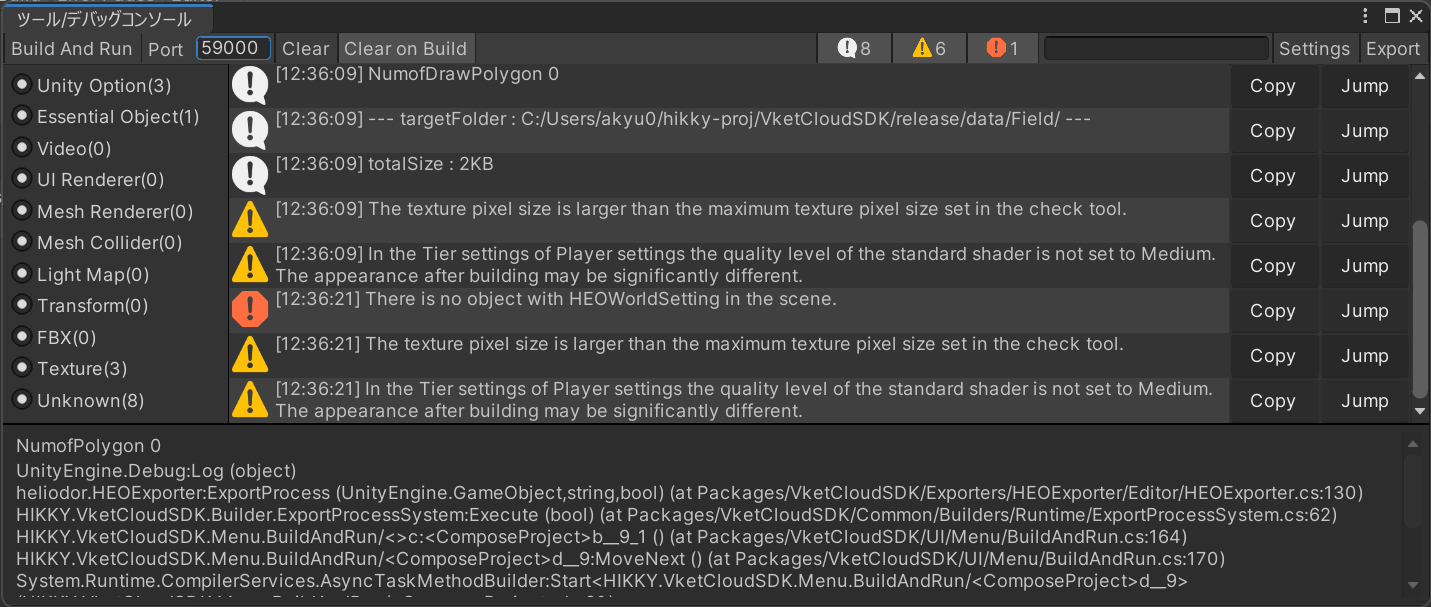 ツール/デバッグコンソール
Build And Run Port 59000 Clear Clear on Build 8 6 1 Settings Export
Unity Option(3)
Essential Object(1)
Video(0)
UI Renderer(0)
Mesh Renderer(0)
Mesh Collider(0)
Light Map(0)
Transform(0)
FBX(0)
Texture(3)
Unknown(8)
[12:36:09] NumofDrawPolygon 0
Copy Jump
[12:36:09] --- targetFolder : C:/Users/akyu0/hikky-proj/VketCloudSDK/release/data/Field/ ---
Copy Jump
[12:36:09] totalSize : 2KB
Copy Jump
[12:36:09] The texture pixel size is larger than the maximum texture pixel size set in the check tool.
Copy Jump
[12:36:09] In the Tier settings of Player settings the quality level of the standard shader is not set to Medium.
The appearance after building may be significantly different.
Copy Jump
[12:36:21] There is no object with HEOWorldSetting in the scene.
Copy Jump
[12:36:21] The texture pixel size is larger than the maximum texture pixel size set in the check tool.
Copy Jump
[12:36:21] In the Tier settings of Player settings the quality level of the standard shader is not set to Medium.
The appearance after building may be significantly different.
Copy Jump
NumofPolygon 0
UnityEngine.Debug:Log (object)
heliodor.HEOExporter:ExportProcess (UnityEngine.GameObject,string,bool) (at Packages/VketCloudSDK/Exporters/HEOExporter/Editor/HEOExporter.cs:130)
HIKKY.VketCloudSDK.Builder.ExportProcessSystem:Execute (bool) (at Packages/VketCloudSDK/Common/Builders/Runtime/ExportProcessSystem.cs:62)
HIKKY.VketCloudSDK.Menu.BuildAndRun/<>c:<ComposeProject>b__9_1 () (at Packages/VketCloudSDK/UI/Menu/BuildAndRun.cs:164)
HIKKY.VketCloudSDK.Menu.BuildAndRun/<ComposeProject>d__9:MoveNext () (at Packages/VketCloudSDK/UI/Menu/BuildAndRun.cs:170)
System.Runtime.CompilerServices.AsyncTaskMethodBuilder:Start<HIKKY.VketCloudSDK.Menu.BuildAndRun/<ComposeProject>d__9>